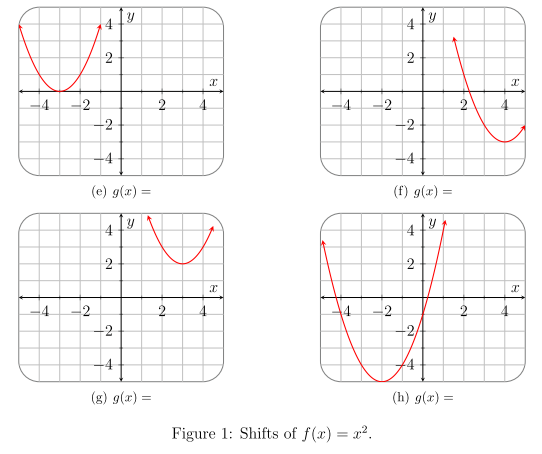 y
4
2
x
−4 −2 2 4
−2
−4
(e) g(x) =
y
4
2
x
−4 −2 2 4
−2
−4
(f) g(x) =
y
4
2
x
−4 −2 2 4
−2
−4
(g) g(x) =
y
4
2
x
−4 −2 2 4
−2
−4
(h) g(x) =
Figure 1: Shifts of f(x) = x².